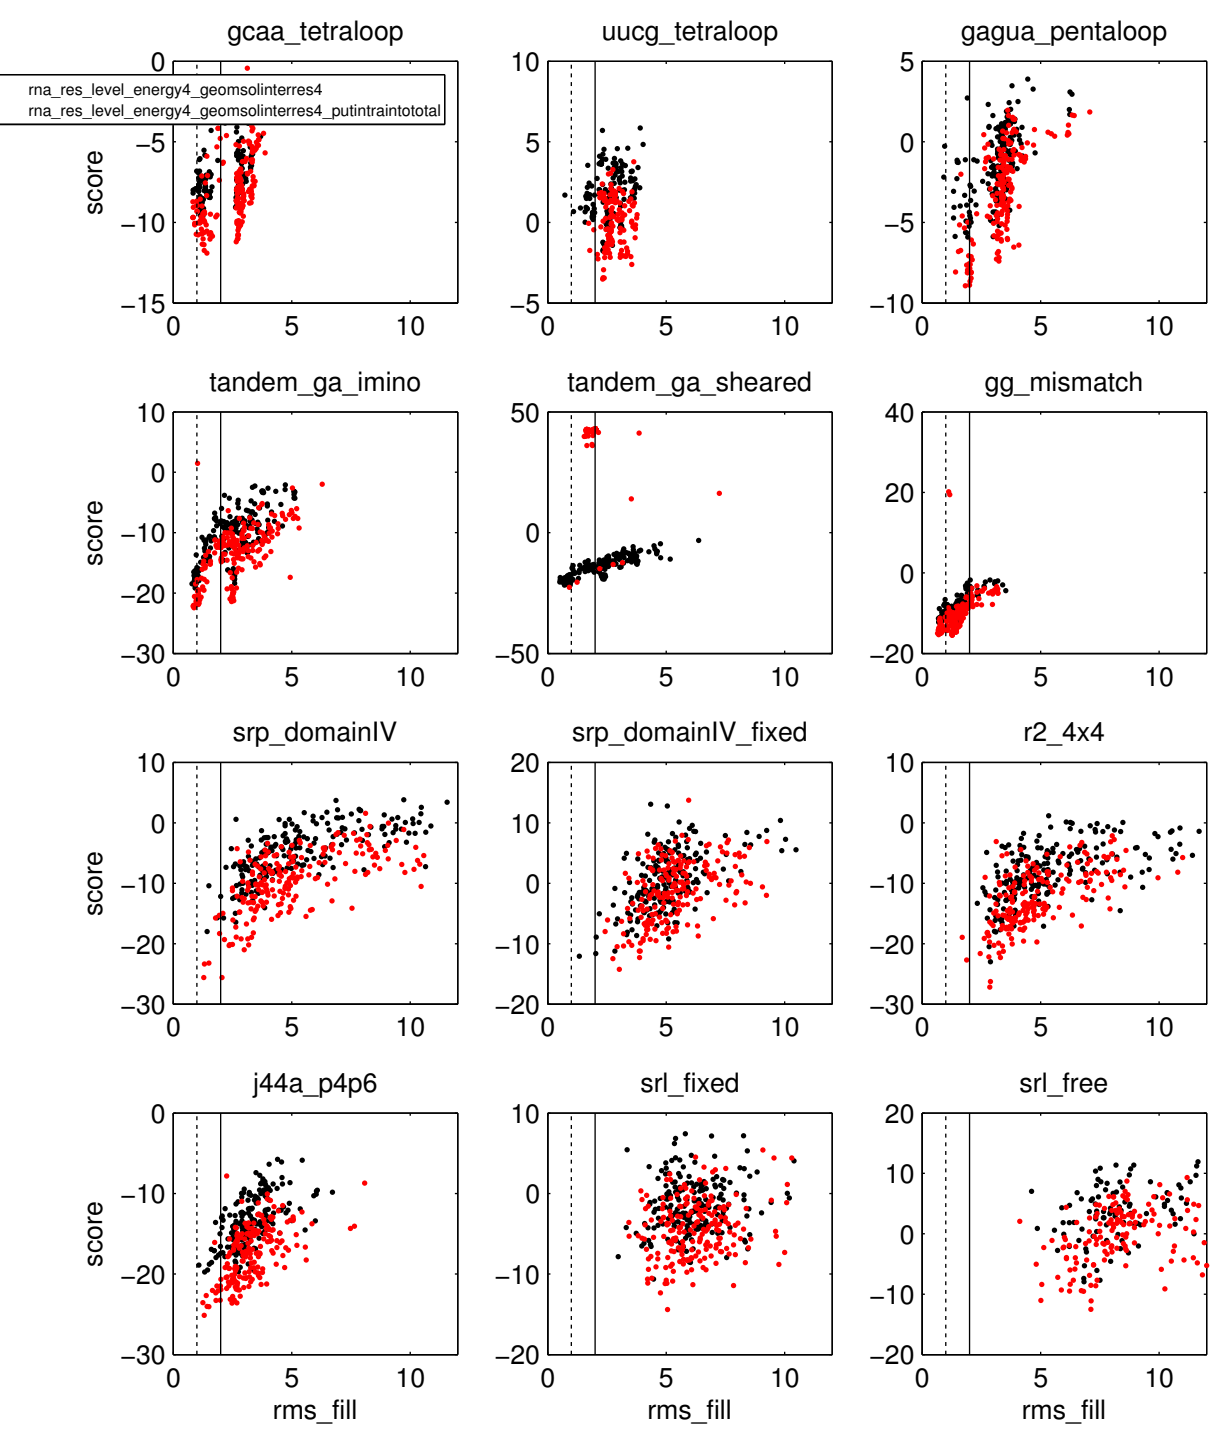 gcaa_tetraloop uucg_tetraloop gagua_pentaloop
0 10 5
rna_res_level_energy4_geomsolinterres4
rna_res_level_energy4_geomsolinterres4_putintraintototal
−5 5 0
score
−10 0 −5
−15 −5 −10
0 5 10 0 5 10 0 5 10
tandem_ga_imino tandem_ga_sheared gg_mismatch
10 50 40
0 20
score
−10 0 0
−20
−30 −50 −20
0 5 10 0 5 10 0 5 10
srp_domainIV srp_domainIV_fixed r2_4x4
10 20 10
0 10 0
score
−10 0 −10
−20 −10 −20
−30 −20 −30
0 5 10 0 5 10 0 5 10
j44a_p4p6 srl_fixed srl_free
0 10 20
−10 0 10
score
0
−20 −10 −10
−30 −20 −20
0 5 10 0 5 10 0 5 10
rms_fill rms_fill rms_fill